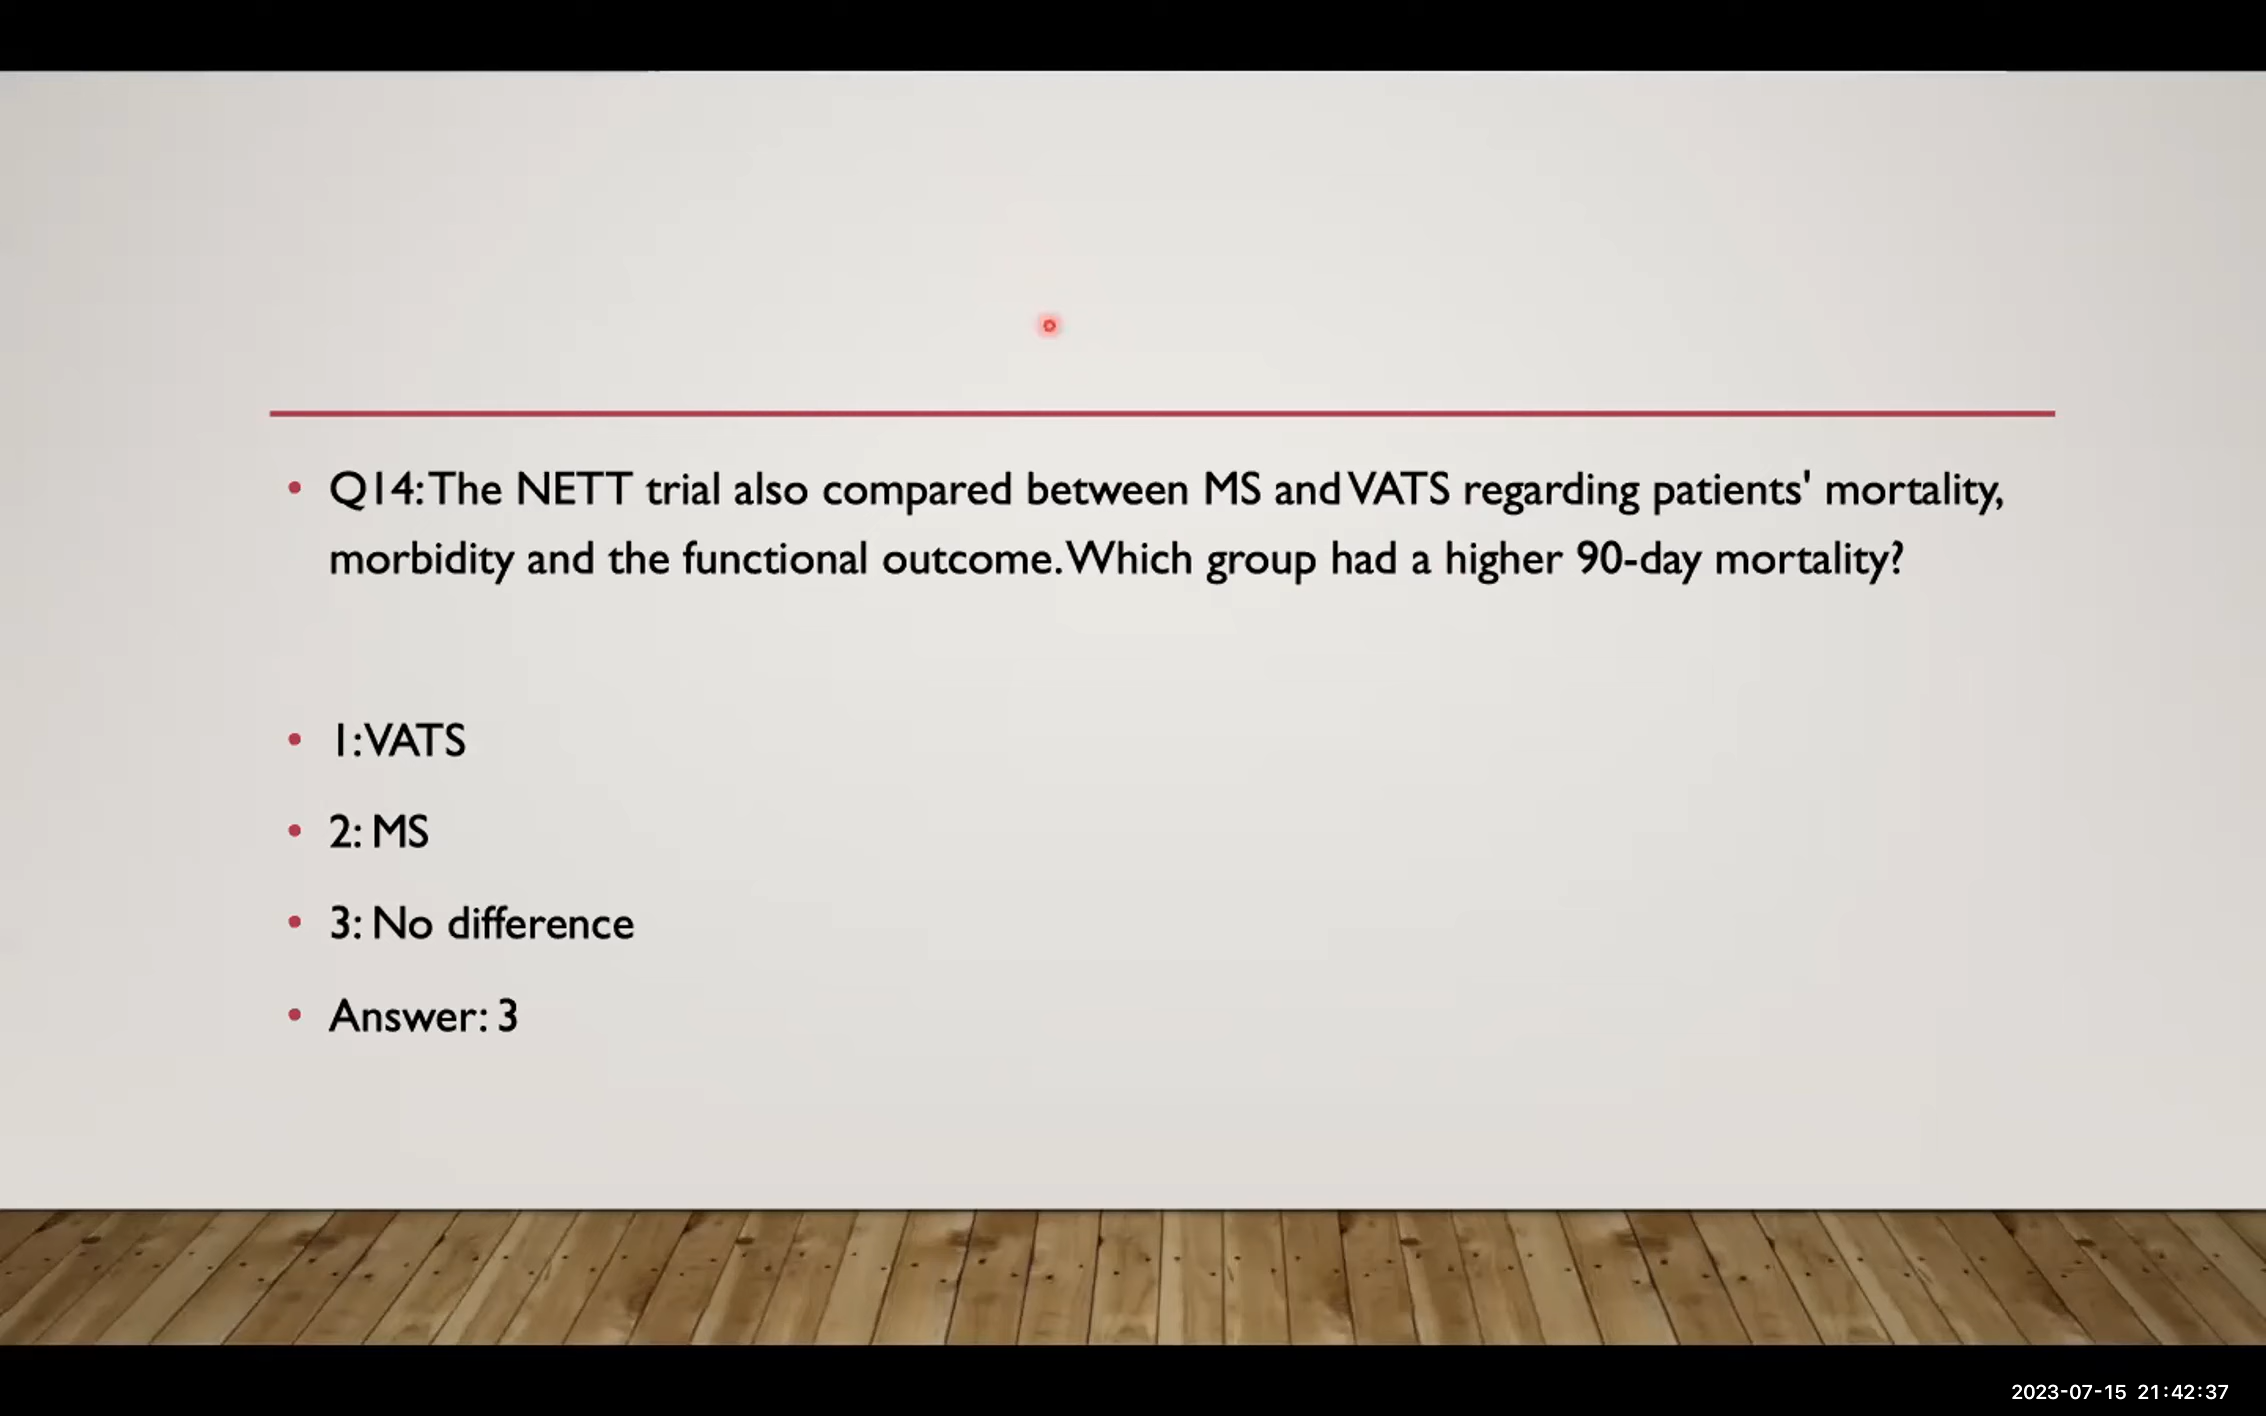 Q14: The NETT trial also compared between MS and VATS regarding patients' mortality,
morbidity and the functional outcome. Which group had a higher 90-day mortality?
1: VATS
2: MS
3: No difference
Answer: 3
2023-07-15 21:42:37